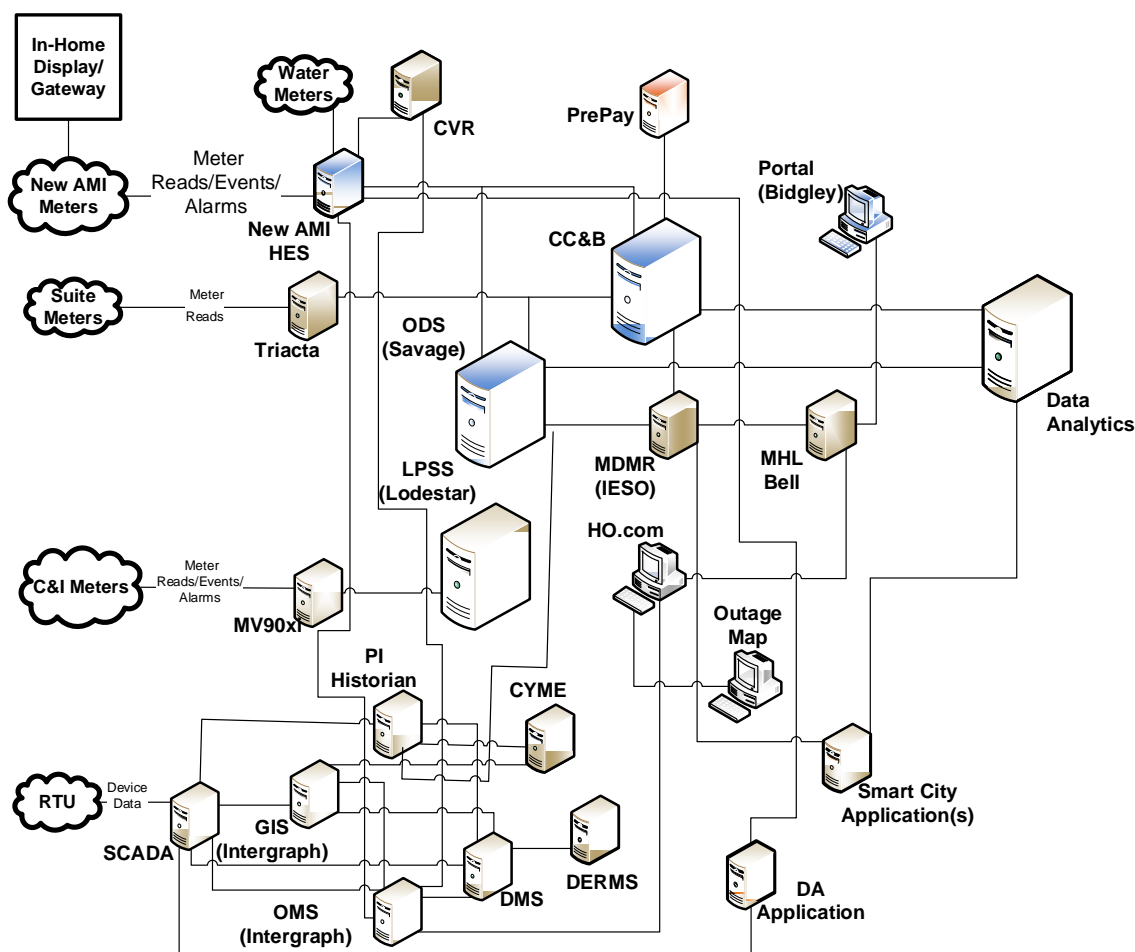 In-Home
Display/
Gateway
Water
Meters
CVR
PrePay
Portal
(Bidgley)
New AMI
Meters
Meter
Reads/Events/
Alarms
New AMI
HES
CC&B
Suite
Meters
Meter
Reads
Triacta
ODS
(Savage)
Data
Analytics
LPSS
(Lodestar)
MDMR
(IESO)
MHL
Bell
HO.com
C&I Meters
Meter
Reads/Events/
Alarms
MV90xi
Outage
Map
PI
Historian
CYME
RTU
Device
Data
SCADA
GIS
(Intergraph)
Smart City
Application(s)
DERMS
DMS
OMS
(Intergraph)
DA
Application